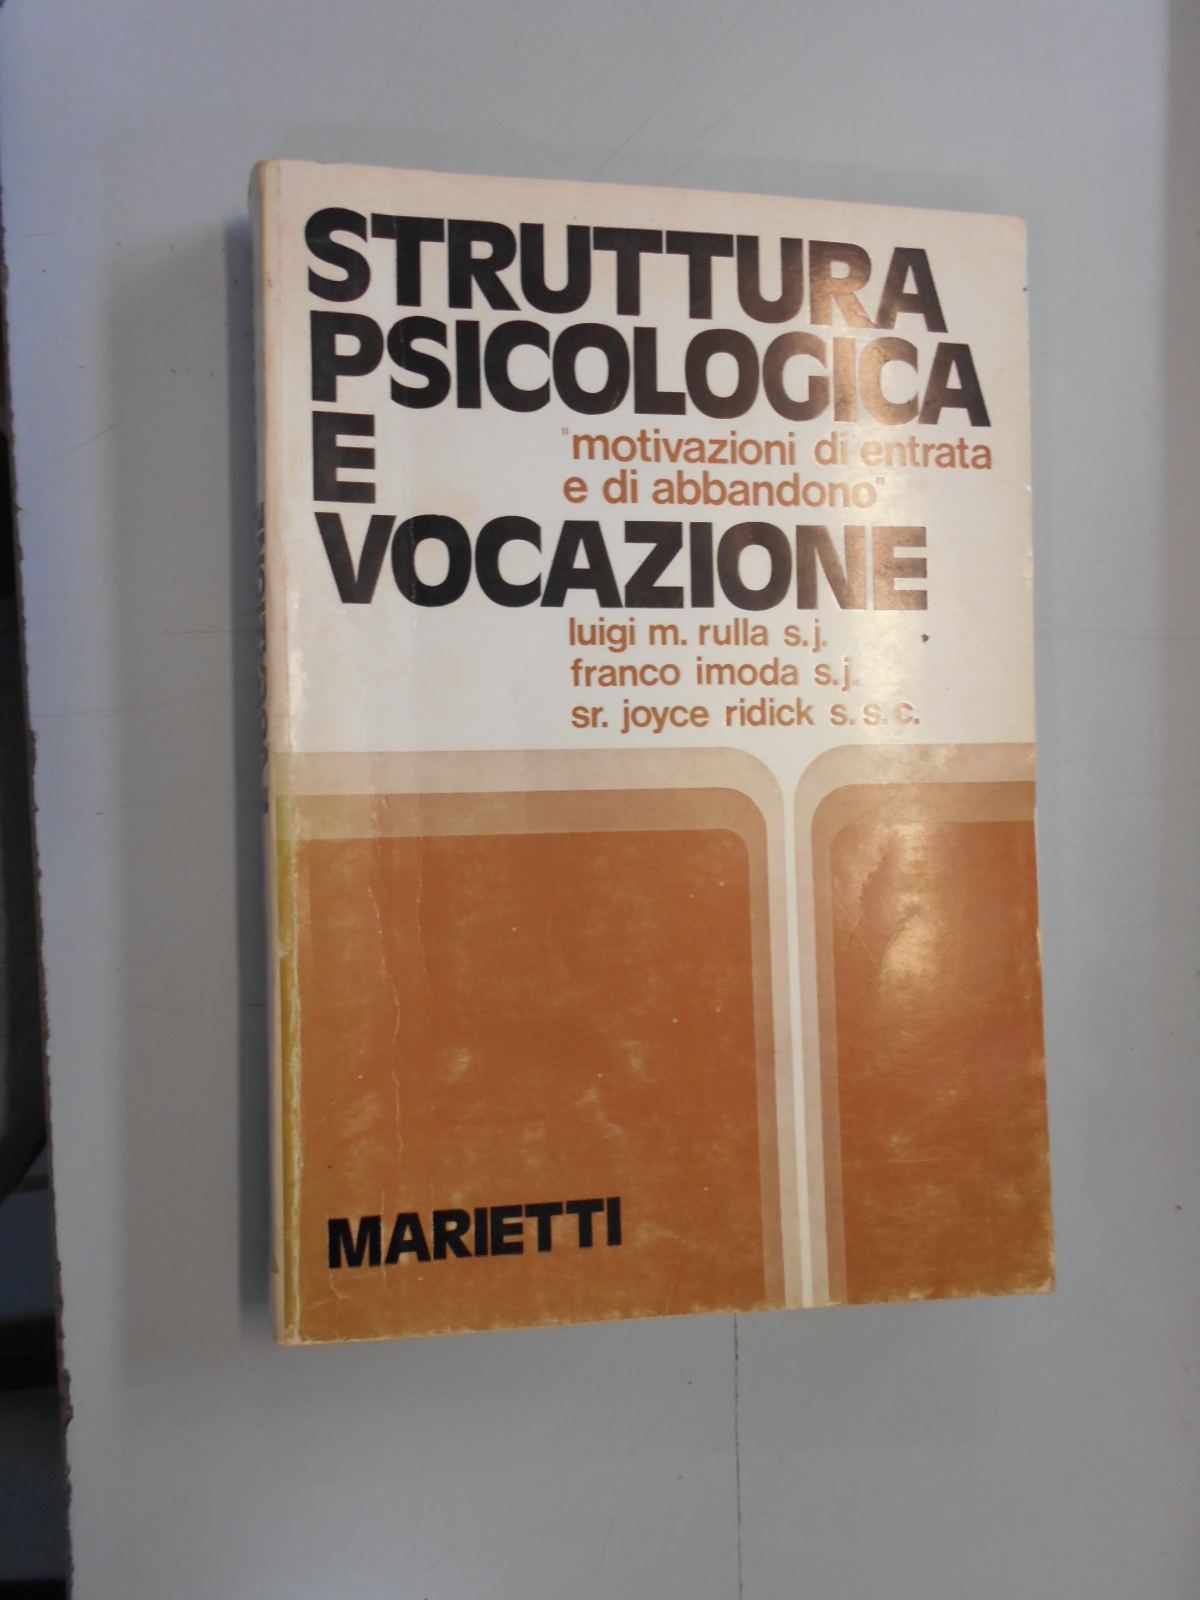 STRUTTURA
PSICOLOGICA
E
"motivazioni di entrata
e di abbandono"
VOCAZIONE
luigi m. rulla s.j.
franco imoda s.j.
sr. joyce ridick s.s.c.
MARIETTI